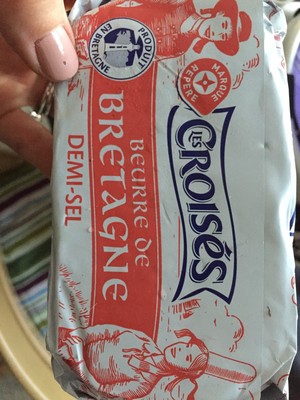 PRODUIT
EN BRETAGNE
MARQUE
REPÈRE
LES
CROISÉS
BEURRE DE
BRETAGNE
DEMI-SEL